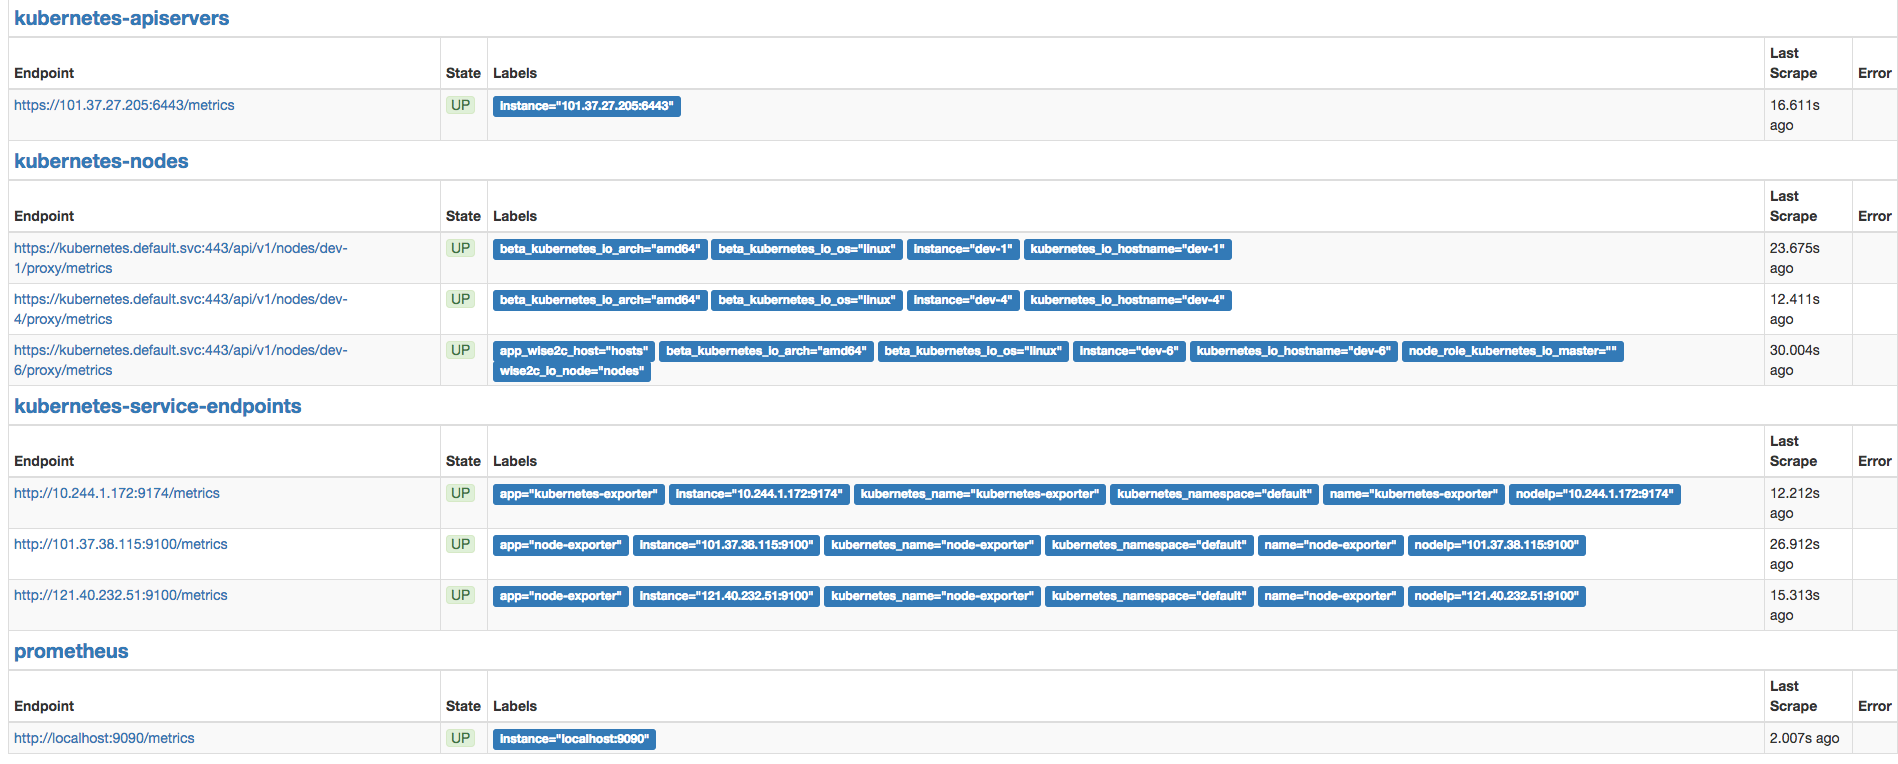 kubernetes-apiservers
Endpoint State Labels Last Scrape Error
https://101.37.27.205:6443/metrics UP instance="101.37.27.205:6443" 16.611s ago
kubernetes-nodes
Endpoint State Labels Last Scrape Error
https://kubernetes.default.svc:443/api/v1/nodes/dev-1/proxy/metrics UP beta_kubernetes_io_arch="amd64" beta_kubernetes_io_os="linux" instance="dev-1" kubernetes_io_hostname="dev-1" 23.675s ago
https://kubernetes.default.svc:443/api/v1/nodes/dev-4/proxy/metrics UP beta_kubernetes_io_arch="amd64" beta_kubernetes_io_os="linux" instance="dev-4" kubernetes_io_hostname="dev-4" 12.411s ago
https://kubernetes.default.svc:443/api/v1/nodes/dev-6/proxy/metrics UP app_wise2c_host="hosts" beta_kubernetes_io_arch="amd64" beta_kubernetes_io_os="linux" instance="dev-6" kubernetes_io_hostname="dev-6" node_role_kubernetes_io_master="" wise2c_io_node="nodes" 30.004s ago
kubernetes-service-endpoints
Endpoint State Labels Last Scrape Error
http://10.244.1.172:9174/metrics UP app="kubernetes-exporter" instance="10.244.1.172:9174" kubernetes_name="kubernetes-exporter" kubernetes_namespace="default" name="kubernetes-exporter" nodeIp="10.244.1.172:9174" 12.212s ago
http://101.37.38.115:9100/metrics UP app="node-exporter" instance="101.37.38.115:9100" kubernetes_name="node-exporter" kubernetes_namespace="default" name="node-exporter" nodeIp="101.37.38.115:9100" 26.912s ago
http://121.40.232.51:9100/metrics UP app="node-exporter" instance="121.40.232.51:9100" kubernetes_name="node-exporter" kubernetes_namespace="default" name="node-exporter" nodeIp="121.40.232.51:9100" 15.313s ago
prometheus
Endpoint State Labels Last Scrape Error
http://localhost:9090/metrics UP instance="localhost:9090" 2.007s ago